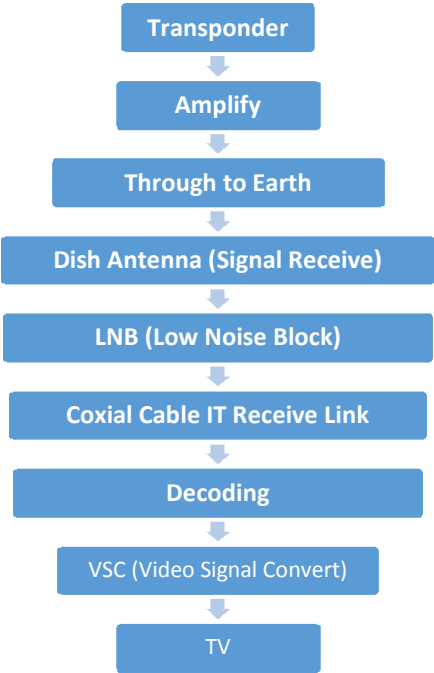 Transponder
Amplify
Through to Earth
Dish Antenna (Signal Receive)
LNB (Low Noise Block)
Coxial Cable IT Receive Link
Decoding
VSC (Video Signal Convert)
TV